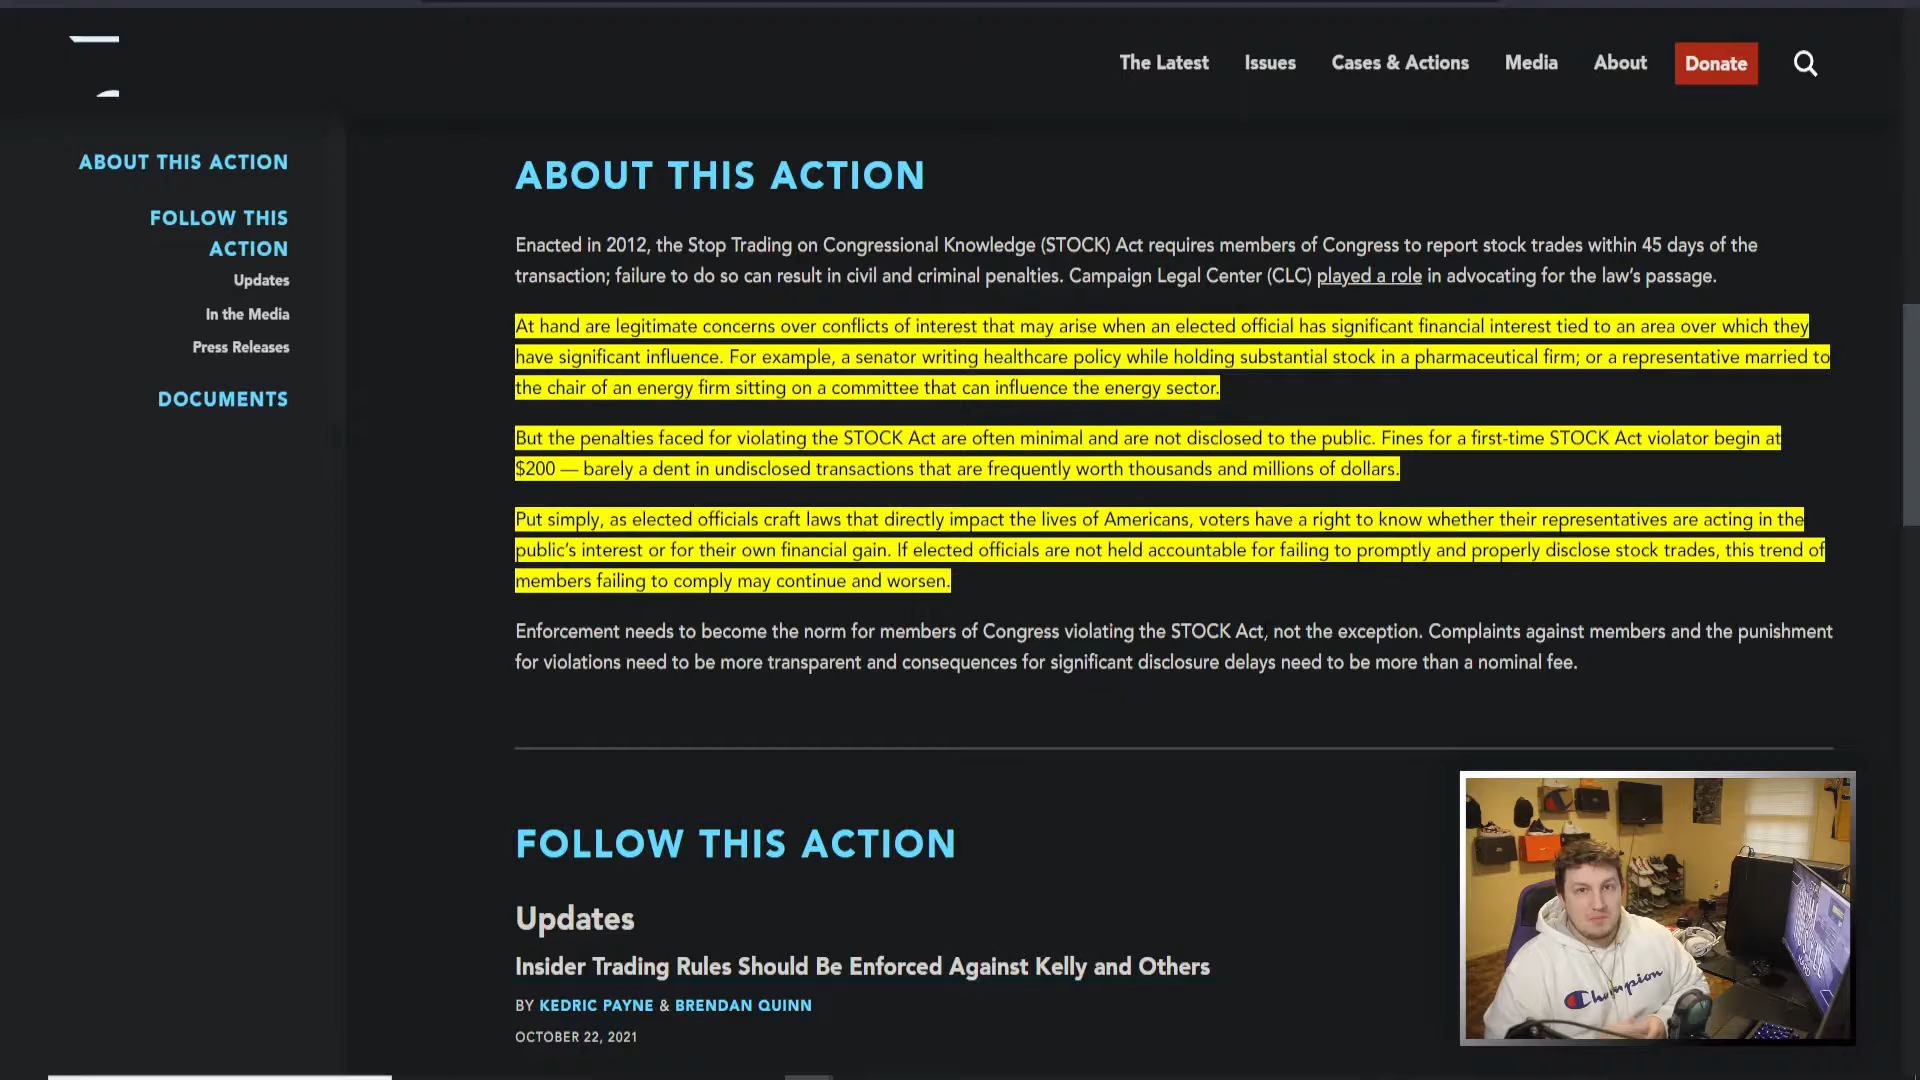 The Latest Issues Cases & Actions Media About Donate
ABOUT THIS ACTION
FOLLOW THIS
ACTION
Updates
In the Media
Press Releases
DOCUMENTS
ABOUT THIS ACTION
Enacted in 2012, the Stop Trading on Congressional Knowledge (STOCK) Act requires members of Congress to report stock trades within 45 days of the
transaction; failure to do so can result in civil and criminal penalties. Campaign Legal Center (CLC) played a role in advocating for the law’s passage.
At hand are legitimate concerns over conflicts of interest that may arise when an elected official has significant financial interest tied to an area over which they
have significant influence. For example, a senator writing healthcare policy while holding substantial stock in a pharmaceutical firm; or a representative married to
the chair of an energy firm sitting on a committee that can influence the energy sector.
But the penalties faced for violating the STOCK Act are often minimal and are not disclosed to the public. Fines for a first-time STOCK Act violator begin at
$200 — barely a dent in undisclosed transactions that are frequently worth thousands and millions of dollars.
Put simply, as elected officials craft laws that directly impact the lives of Americans, voters have a right to know whether their representatives are acting in the
public’s interest or for their own financial gain. If elected officials are not held accountable for failing to promptly and properly disclose stock trades, this trend of
members failing to comply may continue and worsen.
Enforcement needs to become the norm for members of Congress violating the STOCK Act, not the exception. Complaints against members and the punishment
for violations need to be more transparent and consequences for significant disclosure delays need to be more than a nominal fee.
FOLLOW THIS ACTION
Updates
Insider Trading Rules Should Be Enforced Against Kelly and Others
BY KEDRIC PAYNE & BRENDAN QUINN
OCTOBER 22, 2021
Champion